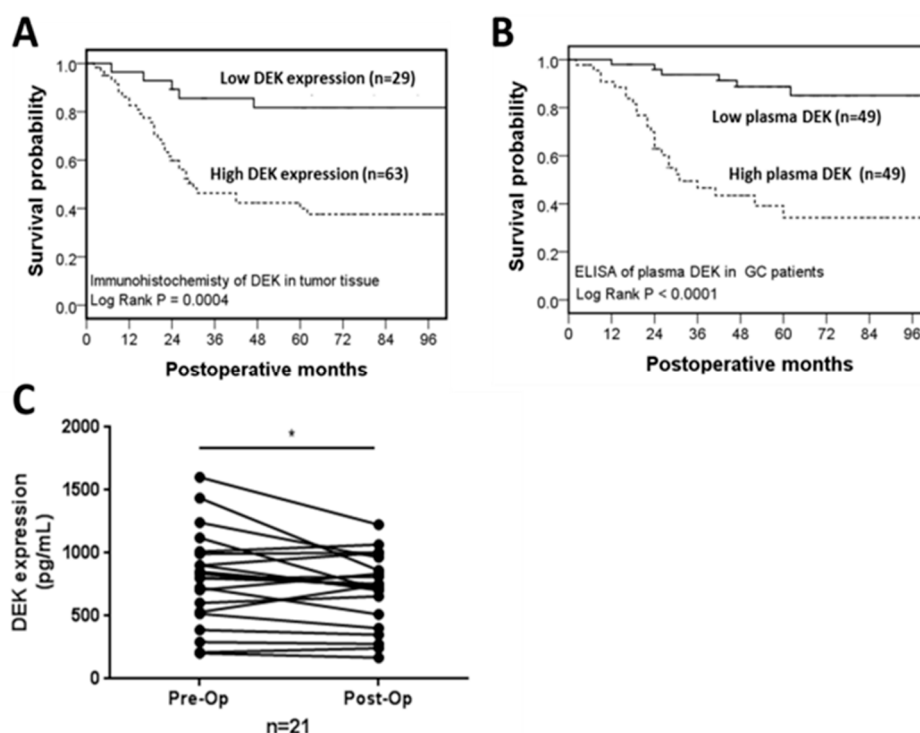 A
Survival probability
1.0
0.8
0.6
0.4
0.2
0.0
Low DEK expression (n=29)
High DEK expression (n=63)
Immunohistochemisty of DEK in tumor tissue
Log Rank P = 0.0004
0 12 24 36 48 60 72 84 96
Postoperative months
B
Survival probability
1.0
0.8
0.6
0.4
0.2
0.0
Low plasma DEK (n=49)
High plasma DEK (n=49)
ELISA of plasma DEK in GC patients
Log Rank P < 0.0001
0 12 24 36 48 60 72 84 96
Postoperative months
C
DEK expression
(pg/mL)
2000
1500
1000
500
0
*
Pre-Op Post-Op
n=21